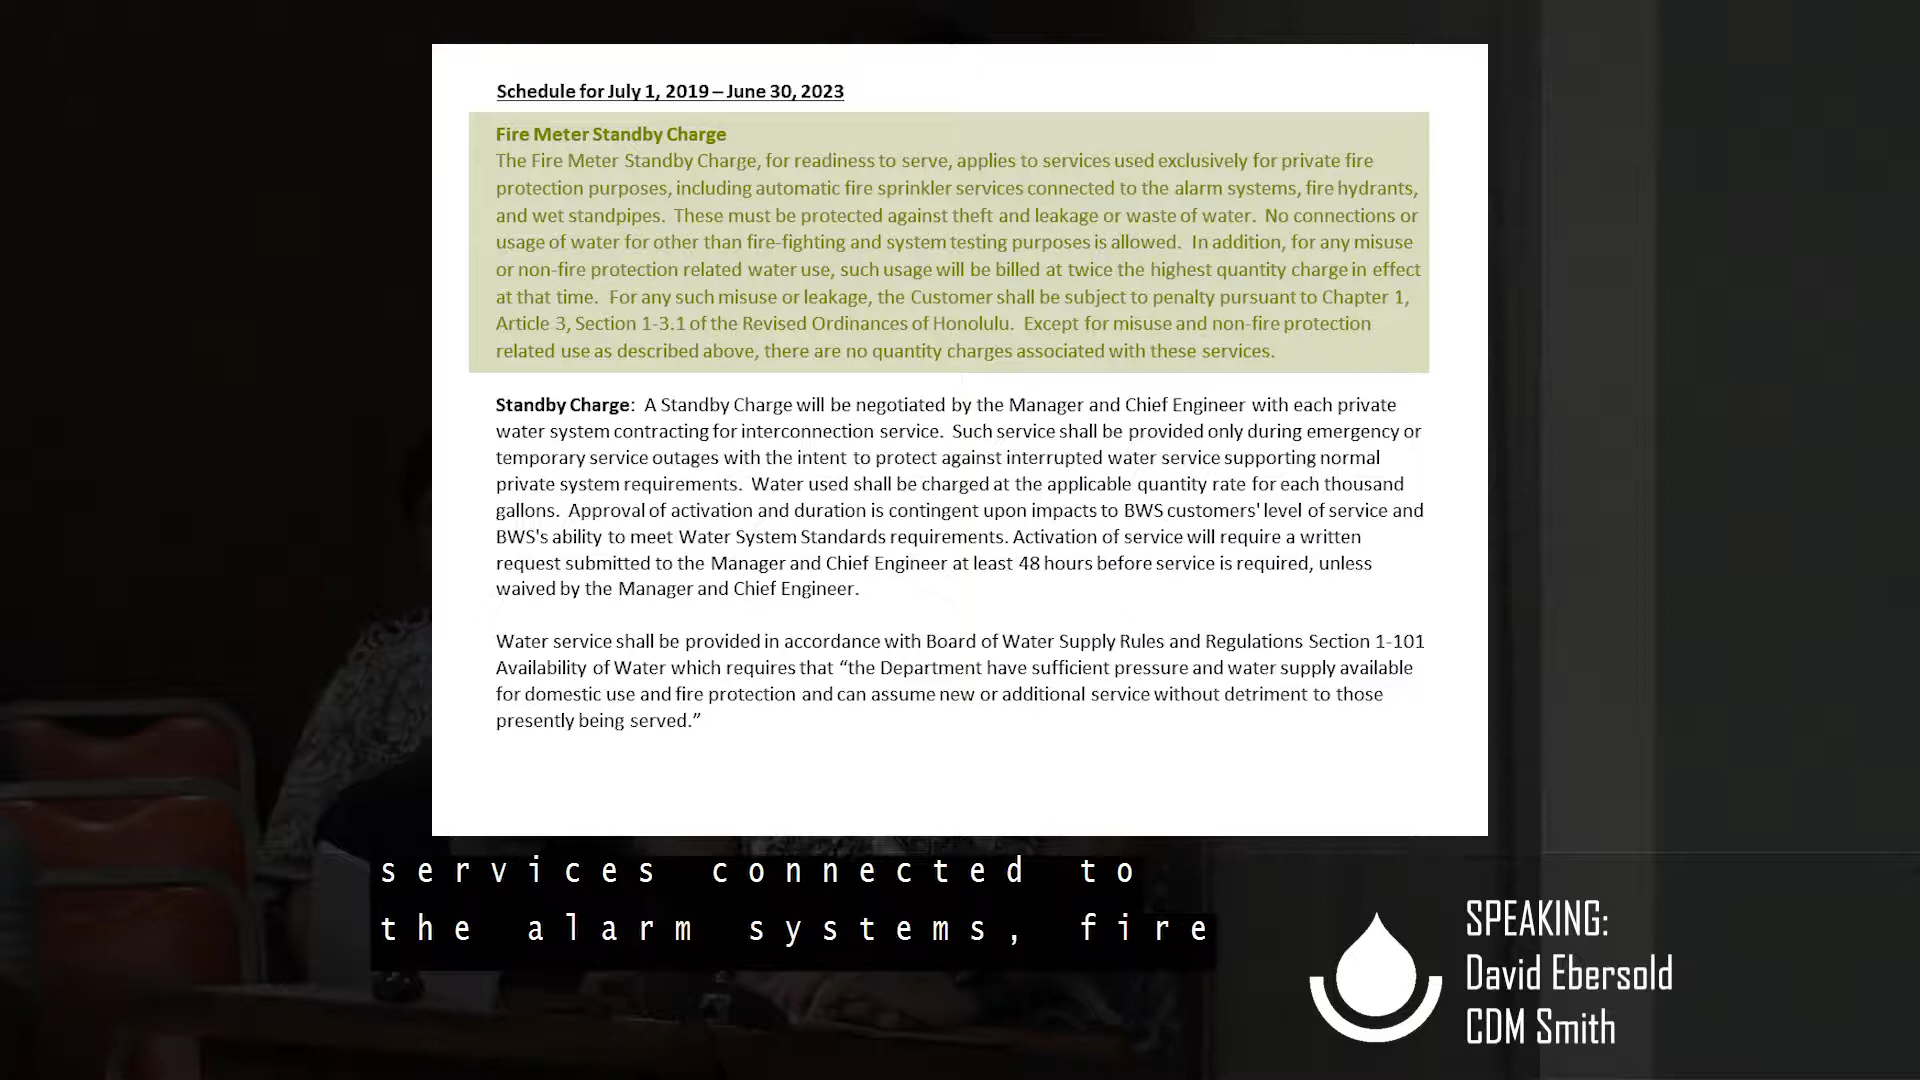 Schedule for July 1, 2019 – June 30, 2023
Fire Meter Standby Charge
The Fire Meter Standby Charge, for readiness to serve, applies to services used exclusively for private fire
protection purposes, including automatic fire sprinkler services connected to the alarm systems, fire hydrants,
and wet standpipes.  These must be protected against theft and leakage or waste of water.  No connections or
usage of water for other than fire-fighting and system testing purposes is allowed.  In addition, for any misuse
or non-fire protection related water use, such usage will be billed at twice the highest quantity charge in effect
at that time.  For any such misuse or leakage, the Customer shall be subject to penalty pursuant to Chapter 1,
Article 3, Section 1-3.1 of the Revised Ordinances of Honolulu.  Except for misuse and non-fire protection
related use as described above, there are no quantity charges associated with these services.
Standby Charge:  A Standby Charge will be negotiated by the Manager and Chief Engineer with each private
water system contracting for interconnection service.  Such service shall be provided only during emergency or
temporary service outages with the intent to protect against interrupted water service supporting normal
private system requirements.  Water used shall be charged at the applicable quantity rate for each thousand
gallons.  Approval of activation and duration is contingent upon impacts to BWS customers' level of service and
BWS's ability to meet Water System Standards requirements. Activation of service will require a written
request submitted to the Manager and Chief Engineer at least 48 hours before service is required, unless
waived by the Manager and Chief Engineer.
Water service shall be provided in accordance with Board of Water Supply Rules and Regulations Section 1-101
Availability of Water which requires that “the Department have sufficient pressure and water supply available
for domestic use and fire protection and can assume new or additional service without detriment to those
presently being served.”
services connected to
the alarm systems, fire
SPEAKING:
David Ebersold
CDM Smith